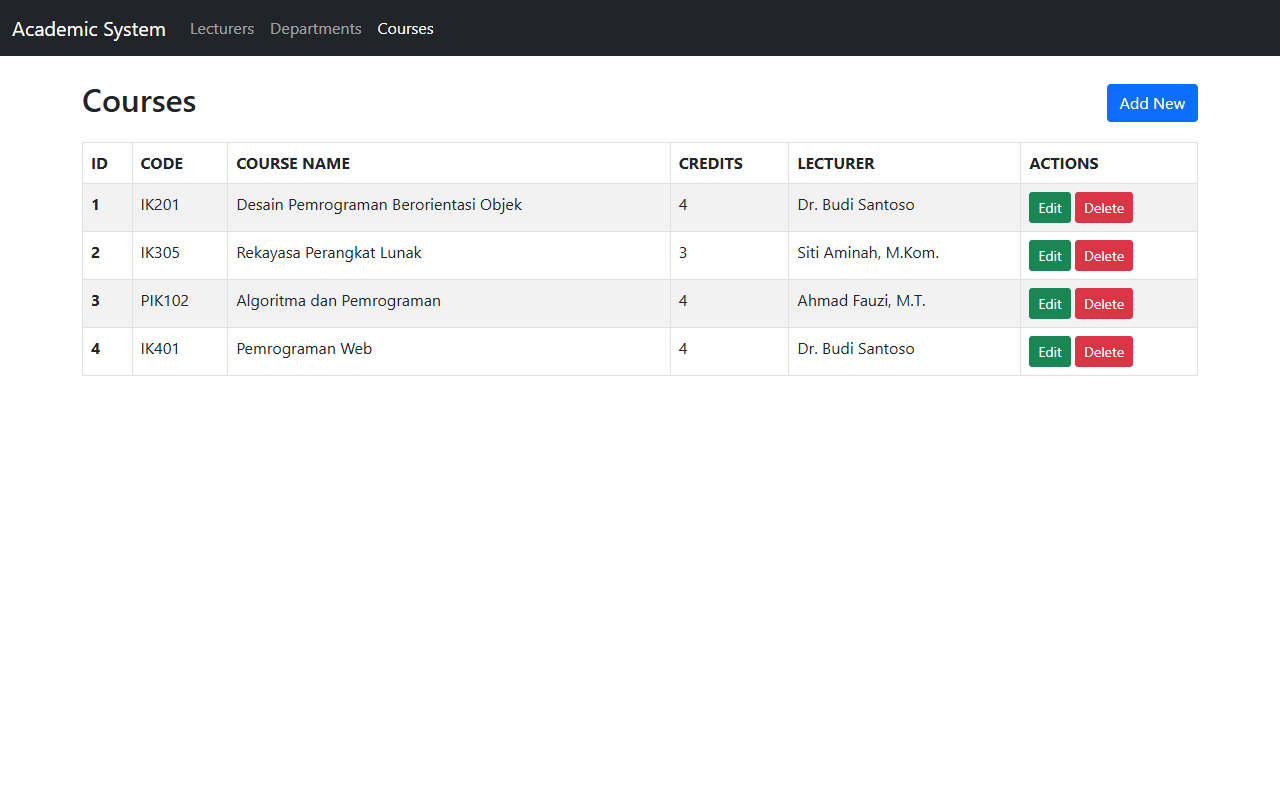 Academic System Lecturers Departments Courses
Courses Add New
ID CODE COURSE NAME CREDITS LECTURER ACTIONS
1 IK201 Desain Pemrograman Berorientasi Objek 4 Dr. Budi Santoso Edit Delete
2 IK305 Rekayasa Perangkat Lunak 3 Siti Aminah, M.Kom. Edit Delete
3 PIK102 Algoritma dan Pemrograman 4 Ahmad Fauzi, M.T. Edit Delete
4 IK401 Pemrograman Web 4 Dr. Budi Santoso Edit Delete